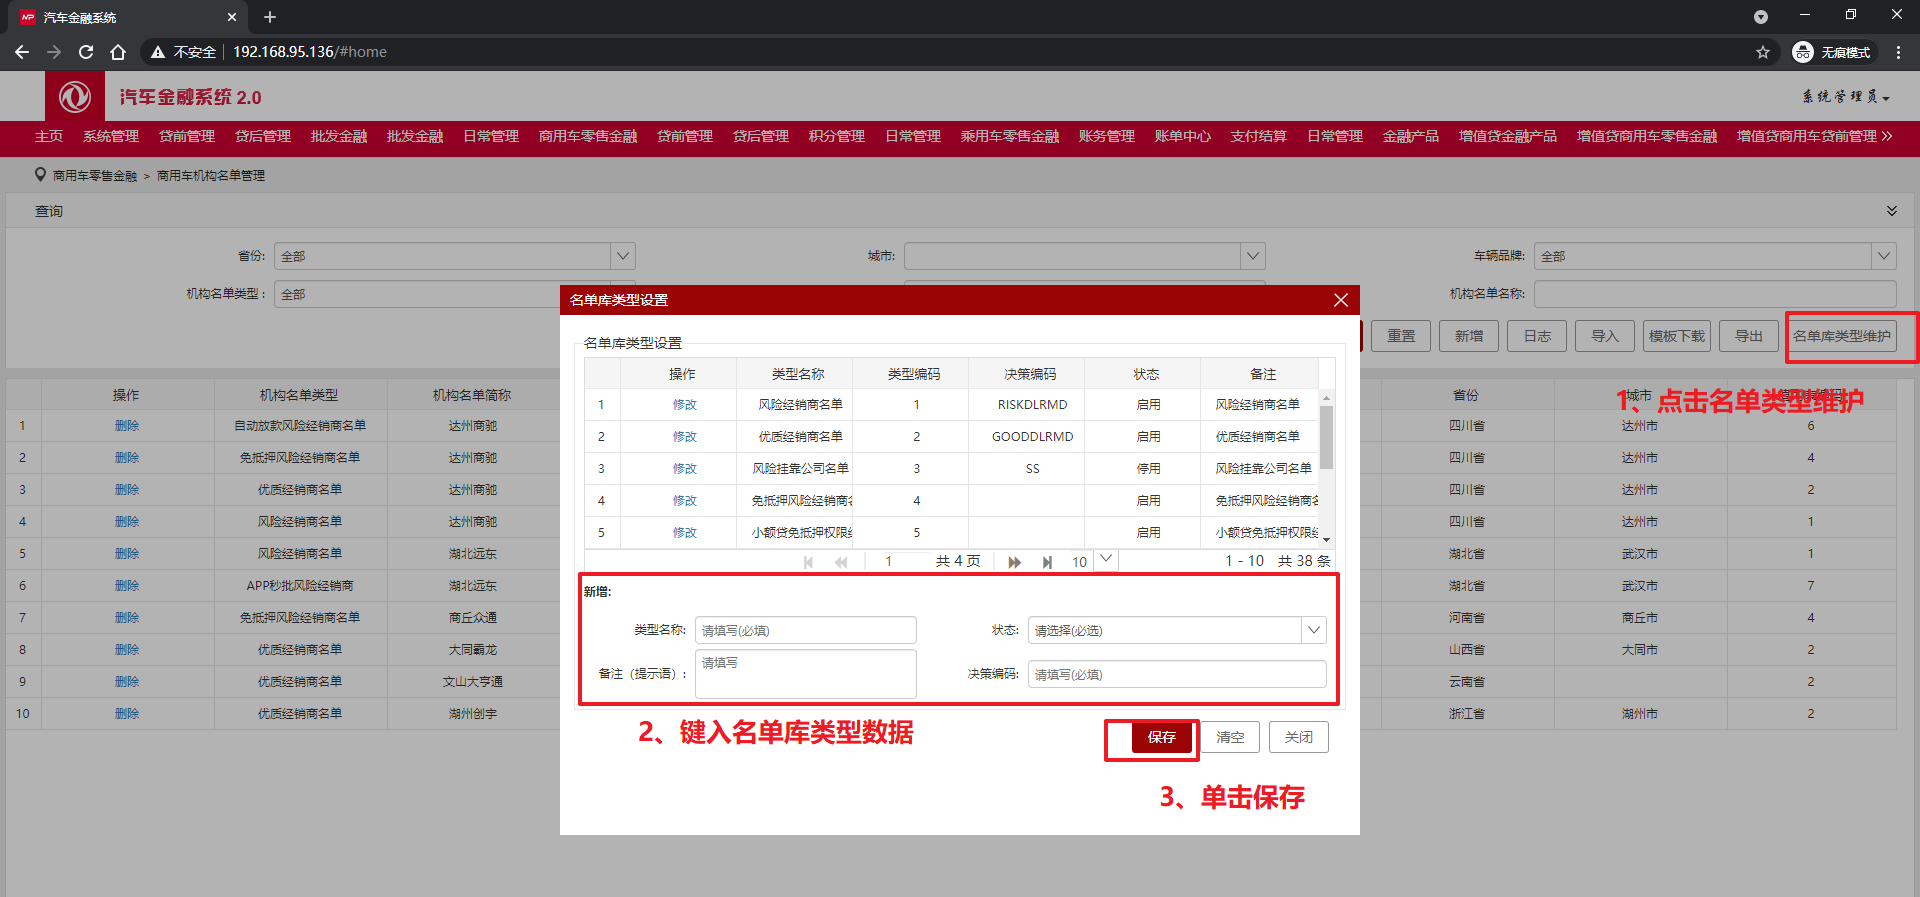 汽车金融系统
不安全 192.168.95.136/#home
无痕模式
汽车金融系统 2.0
系统管理员
主页 系统管理 贷前管理 贷后管理 批发金融 批发金融 日常管理 商用车零售金融 贷前管理 贷后管理 积分管理 日常管理 乘用车零售金融 账务管理 账单中心 支付结算 日常管理 金融产品 增值贷金融产品 增值贷商用车零售金融 增值贷商用车贷前管理
商用车零售金融 > 商用车机构名单管理
查询
省份: 全部 城市: 车辆品牌: 全部
机构名单类型 : 全部 机构名单名称:
重置 新增 日志 导入 模板下载 导出 名单库类型维护
1、点击名单类型维护
操作 机构名单类型 机构名单简称 省份 城市
1 删除 自动放款风险经销商名单 达州商驰 四川省 达州市 6
2 删除 免抵押风险经销商名单 达州商驰 四川省 达州市 4
3 删除 优质经销商名单 达州商驰 四川省 达州市 2
4 删除 风险经销商名单 达州商驰 四川省 达州市 1
5 删除 风险经销商名单 湖北远东 湖北省 武汉市 1
6 删除 APP秒批风险经销商 湖北远东 湖北省 武汉市 7
7 删除 免抵押风险经销商名单 商丘众通 河南省 商丘市 4
8 删除 优质经销商名单 大同霸龙 山西省 大同市 2
9 删除 优质经销商名单 文山大亨通 云南省 2
10 删除 优质经销商名单 湖州创宇 浙江省 湖州市 2
名单库类型设置
名单库类型设置
操作 类型名称 类型编码 决策编码 状态 备注
1 修改 风险经销商名单 1 RISKDLRMD 启用 风险经销商名单
2 修改 优质经销商名单 2 GOODDLRMD 启用 优质经销商名单
3 修改 风险挂靠公司名单 3 SS 停用 风险挂靠公司名单
4 修改 免抵押风险经销商 4 启用 免抵押风险经销商
5 修改 小额贷免抵押权限 5 启用 小额贷免抵押权限
1 共 4 页 10 1 - 10 共 38 条
新增:
类型名称: 请填写(必填) 状态: 请选择(必选)
备注（提示语）: 请填写 决策编码: 请填写(必填)
2、键入名单库类型数据
保存 清空 关闭
3、单击保存